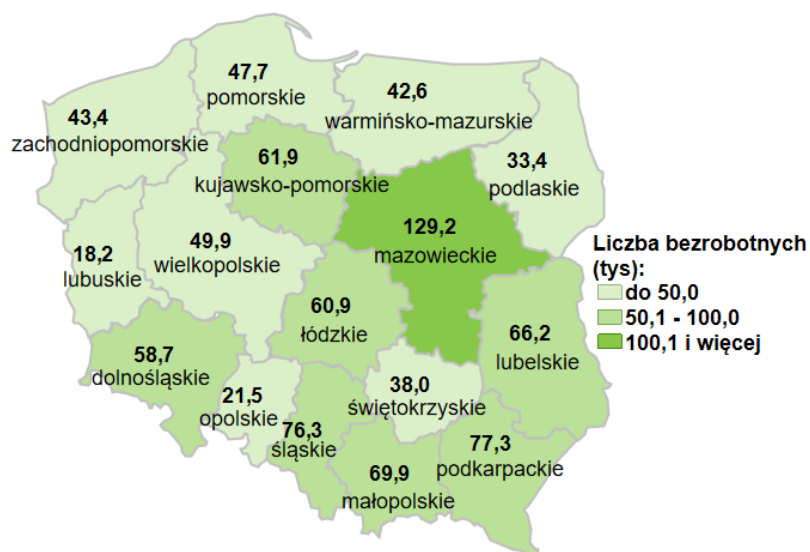 47,7
pomorskie
42,6
warmińsko-mazurskie
43,4
zachodniopomorskie
61,9
kujawsko-pomorskie
33,4
podlaskie
129,2
mazowieckie
18,2
lubuskie
49,9
wielkopolskie
60,9
łódzkie
66,2
lubelskie
58,7
dolnośląskie
21,5
opolskie
76,3
śląskie
38,0
świętokrzyskie
69,9
małopolskie
77,3
podkarpackie
Liczba bezrobotnych
(tys):
do 50,0
50,1 - 100,0
100,1 i więcej